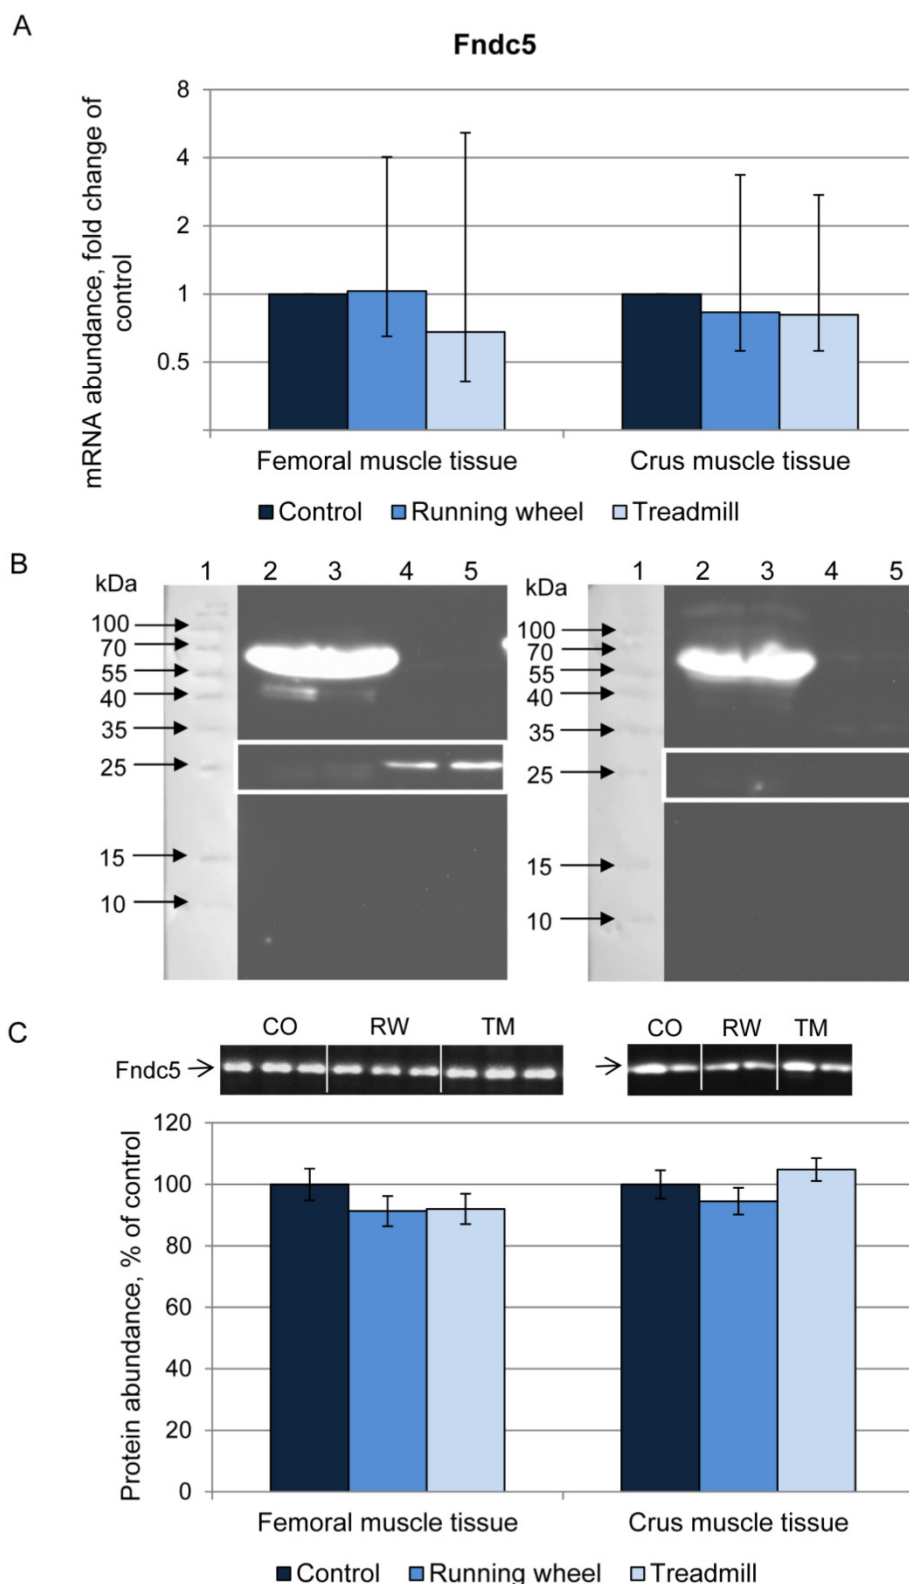 A
Fndc5
mRNA abundance, fold change of
control
8
4
2
1
0.5
Femoral muscle tissue
Crus muscle tissue
Control
Running wheel
Treadmill
B
kDa
1
2
3
4
5
100
70
55
40
35
25
15
10
1
2
3
4
5
kDa
100
70
55
40
35
25
15
10
C
CO
RW
TM
CO
RW
TM
Fndc5
Protein abundance, % of control
120
100
80
60
40
20
0
Femoral muscle tissue
Crus muscle tissue
Control
Running wheel
Treadmill